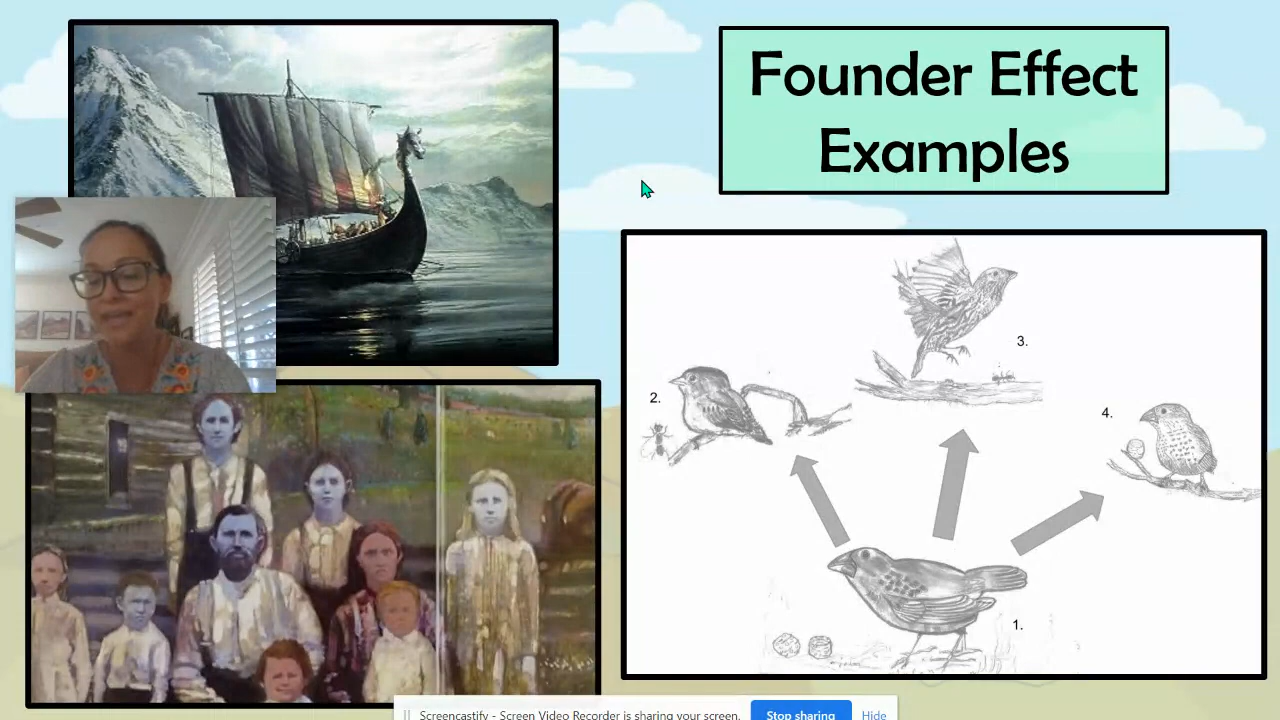 Founder Effect
Examples
3.
2.
4.
1.
Screencastify - Screen Video Recorder is sharing your screen.
Stop sharing
Hide